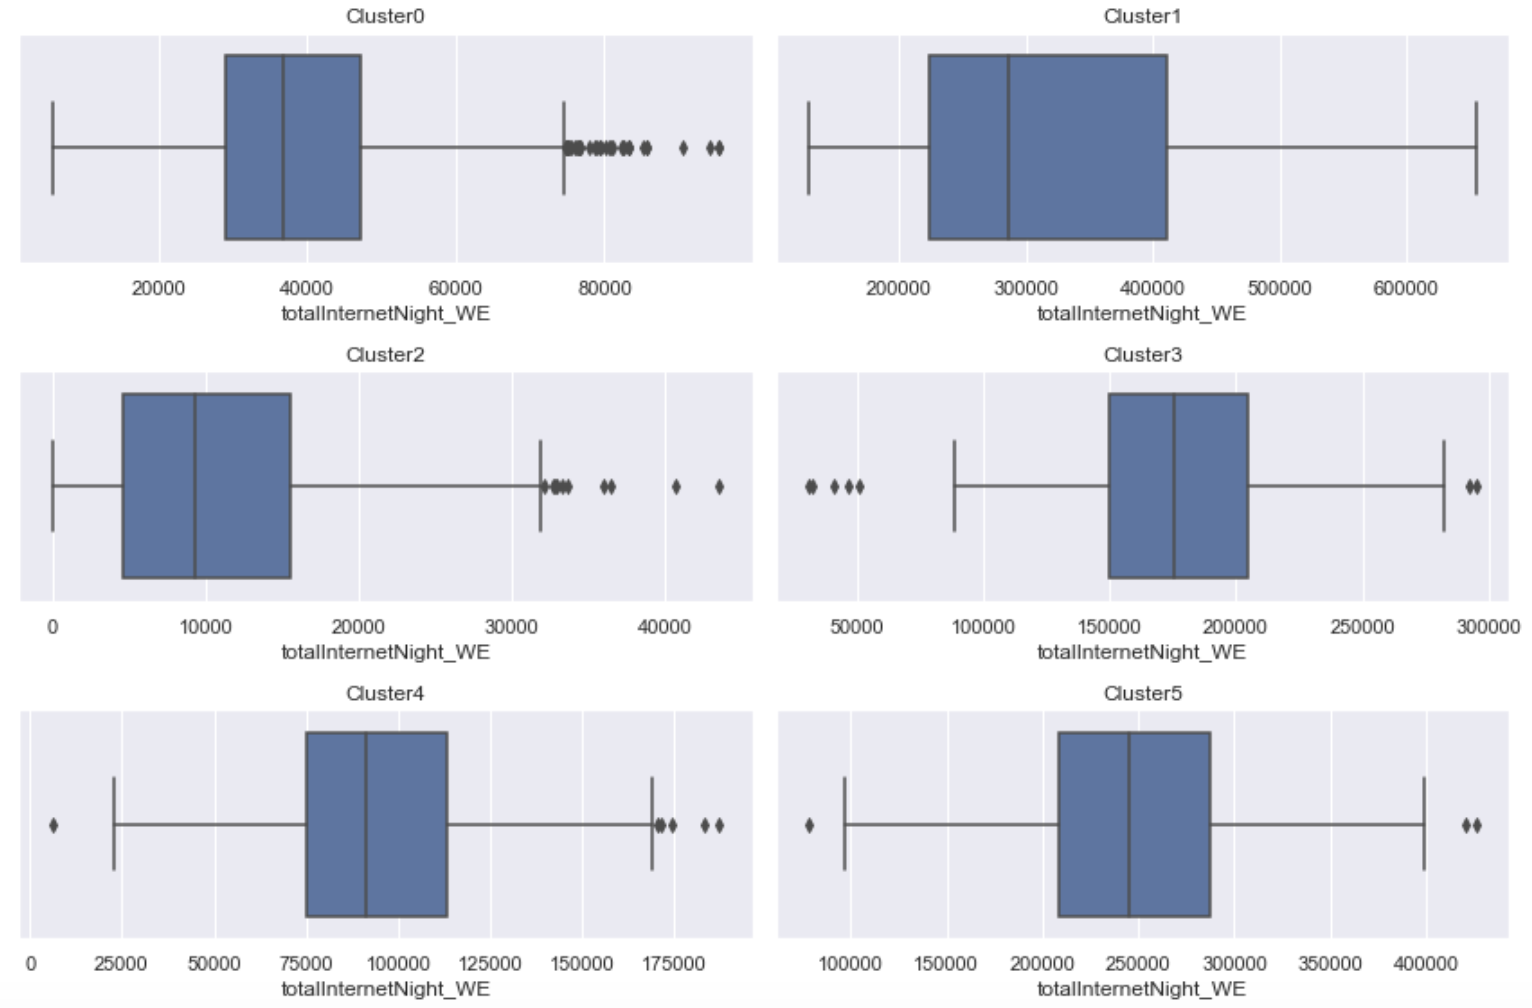 Cluster0
20000 40000 60000 80000
totalInternetNight_WE
Cluster1
200000 300000 400000 500000 600000
totalInternetNight_WE
Cluster2
0 10000 20000 30000 40000
totalInternetNight_WE
Cluster3
50000 100000 150000 200000 250000 300000
totalInternetNight_WE
Cluster4
0 25000 50000 75000 100000 125000 150000 175000
totalInternetNight_WE
Cluster5
100000 150000 200000 250000 300000 350000 400000
totalInternetNight_WE